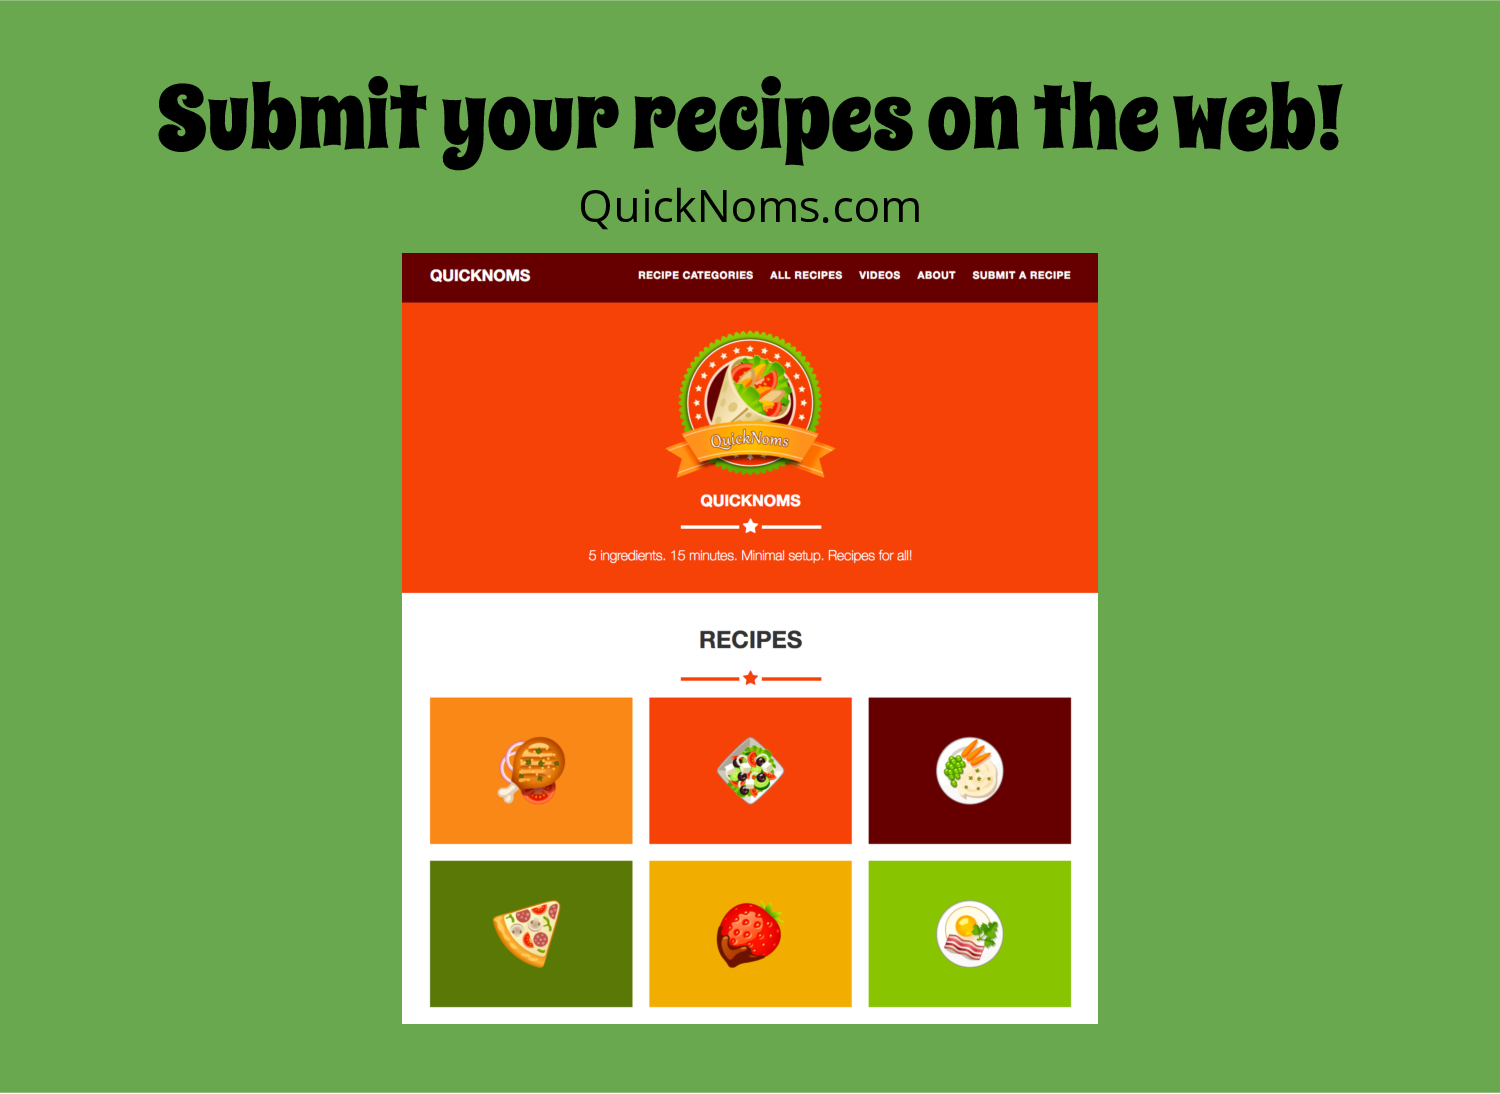 Submit your recipes on the web!
QuickNoms.com
QUICKNOMS RECIPE CATEGORIES ALL RECIPES VIDEOS ABOUT SUBMIT A RECIPE
QuickNoms
QUICKNOMS
5 ingredients. 15 minutes. Minimal setup. Recipes for all!
RECIPES